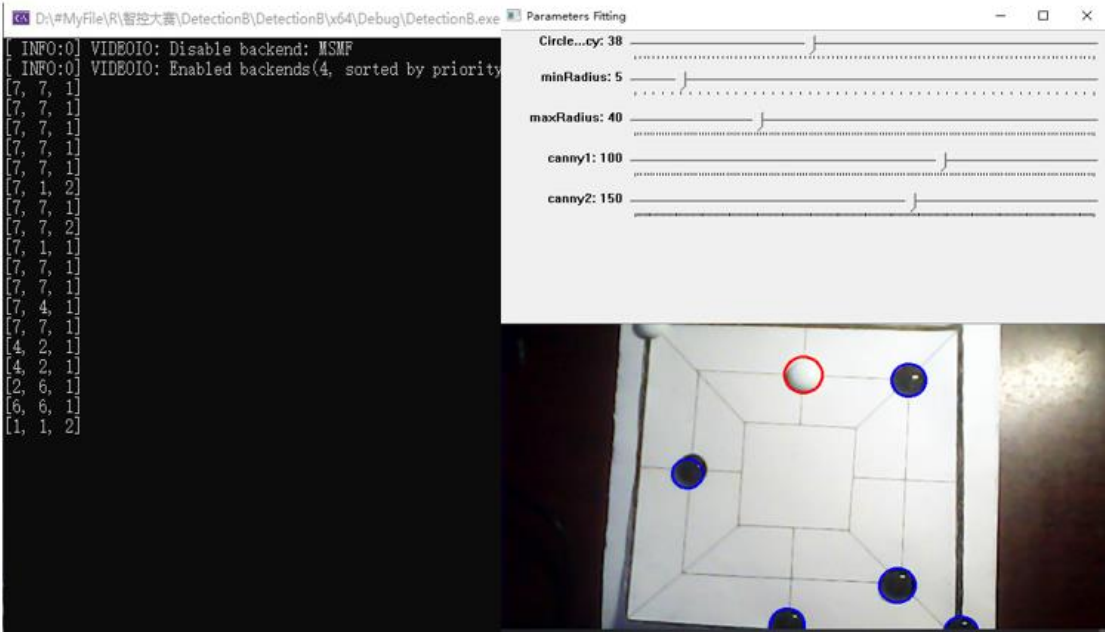 D:\#MyFile\R\智控大赛\DetectionB\DetectionB\x64\Debug\DetectionB.exe
[ INFO:0] VIDEOIO: Disable backend: MSMF
[ INFO:0] VIDEOIO: Enabled backends(4, sorted by priority
[7, 7, 1]
[7, 7, 1]
[7, 7, 1]
[7, 7, 1]
[7, 7, 1]
[7, 1, 2]
[7, 7, 1]
[7, 7, 2]
[7, 1, 1]
[7, 7, 1]
[7, 7, 1]
[7, 4, 1]
[7, 7, 1]
[4, 2, 1]
[4, 2, 1]
[2, 6, 1]
[6, 6, 1]
[1, 1, 2]
Parameters Fitting
Circle...cy: 38
minRadius: 5
maxRadius: 40
canny1: 100
canny2: 150